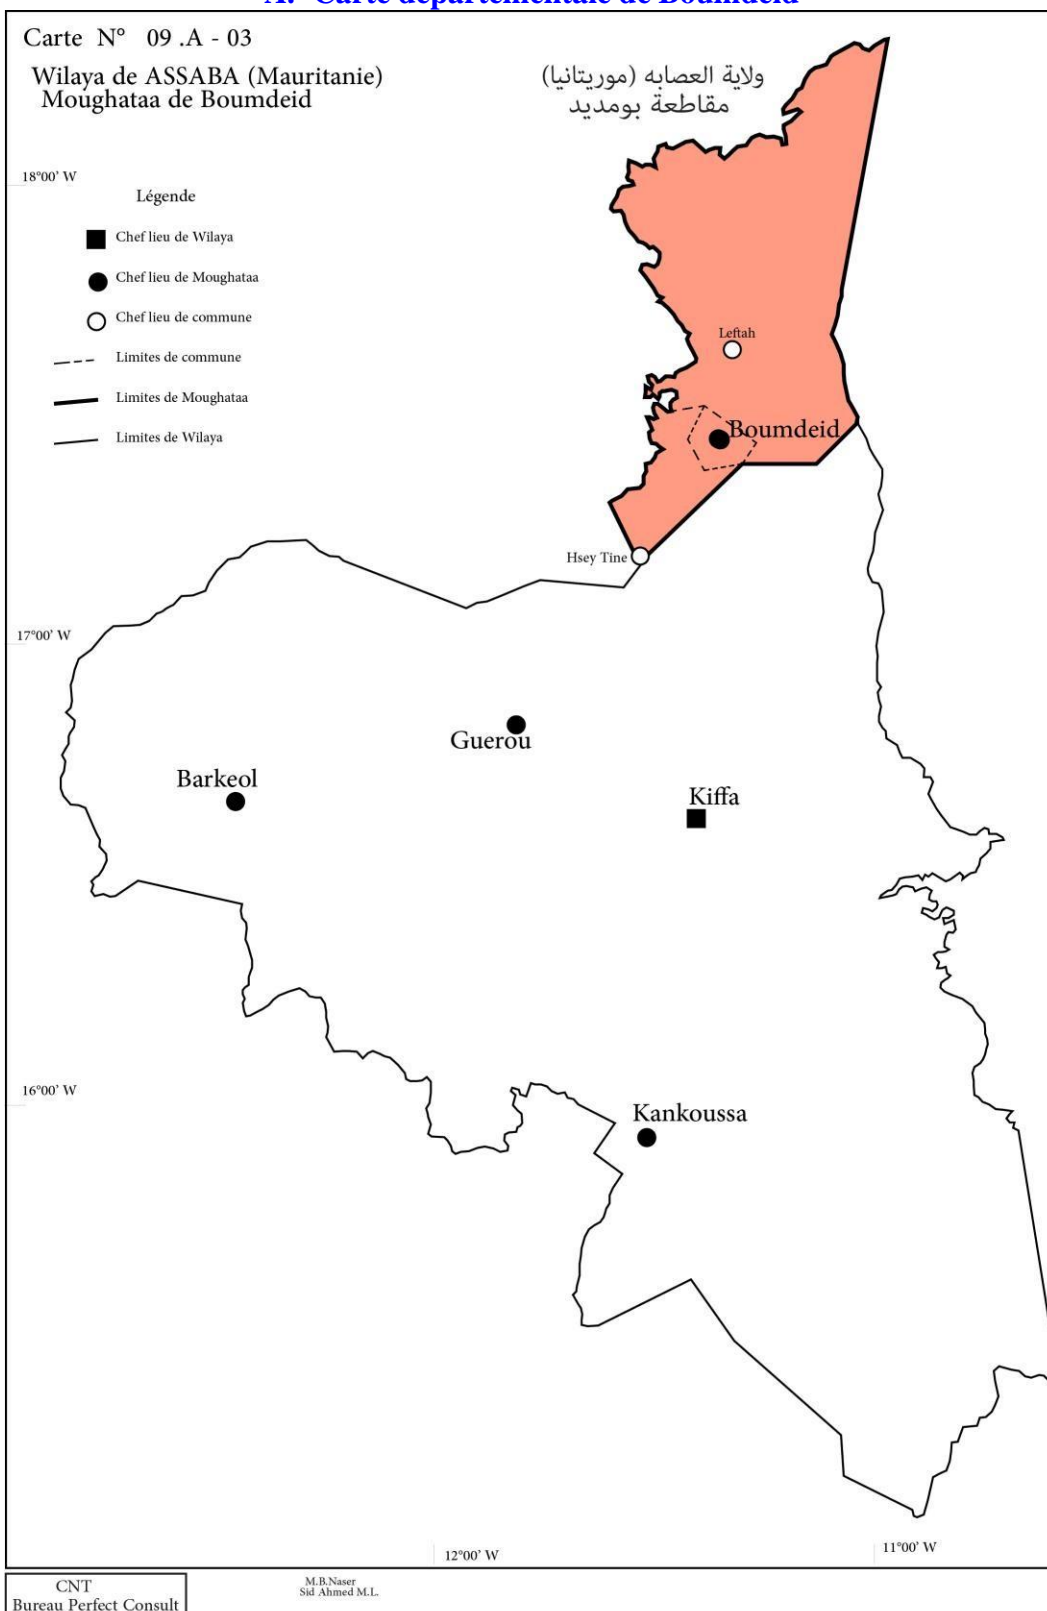 A. Carte départementale de Boumdeid
Carte N° 09 .A - 03
Wilaya de ASSABA (Mauritanie)
Moughataa de Boumdeid
ولاية العصابه (موريتانيا)
مقاطعة بومديد
18°00' W
Légende
Chef lieu de Wilaya
Chef lieu de Moughataa
Chef lieu de commune
Limites de commune
Limites de Moughataa
Limites de Wilaya
Leftah
Boumdeid
Hsey Tine
17°00' W
Guerou
Barkeol
Kiffa
16°00' W
Kankoussa
12°00' W
11°00' W
CNT
Bureau Perfect Consult
M.B.Naser
Sid Ahmed M.L.